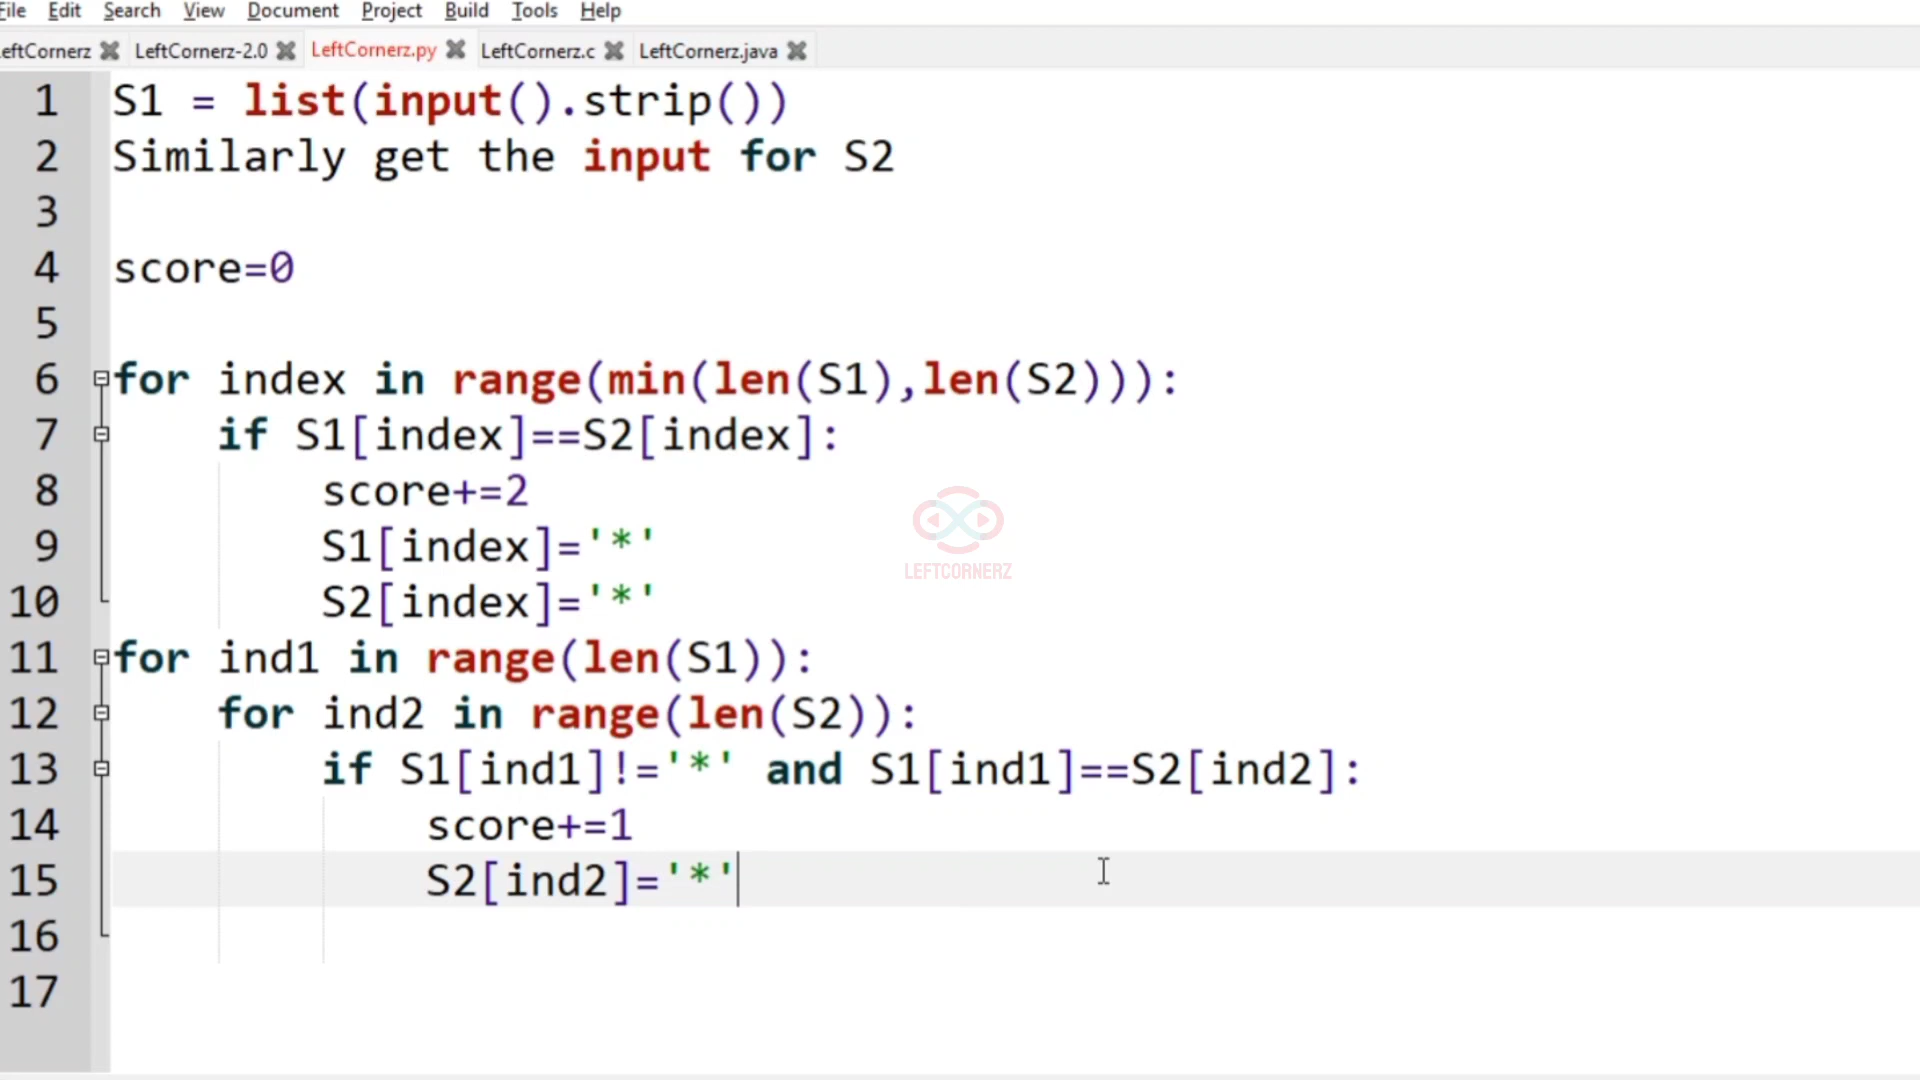 File Edit Search View Document Project Build Tools Help
LeftCornerz LeftCornerz-2.0 LeftCornerz.py LeftCornerz.c LeftCornerz.java
1 S1 = list(input().strip())
2 Similarly get the input for S2
3
4 score=0
5
6 for index in range(min(len(S1),len(S2))):
7 if S1[index]==S2[index]:
8 score+=2
9 S1[index]='*'
10 S2[index]='*'
11 for ind1 in range(len(S1)):
12 for ind2 in range(len(S2)):
13 if S1[ind1]!='*' and S1[ind1]==S2[ind2]:
14 score+=1
15 S2[ind2]='*'
16
17
LEFTCORNERZ